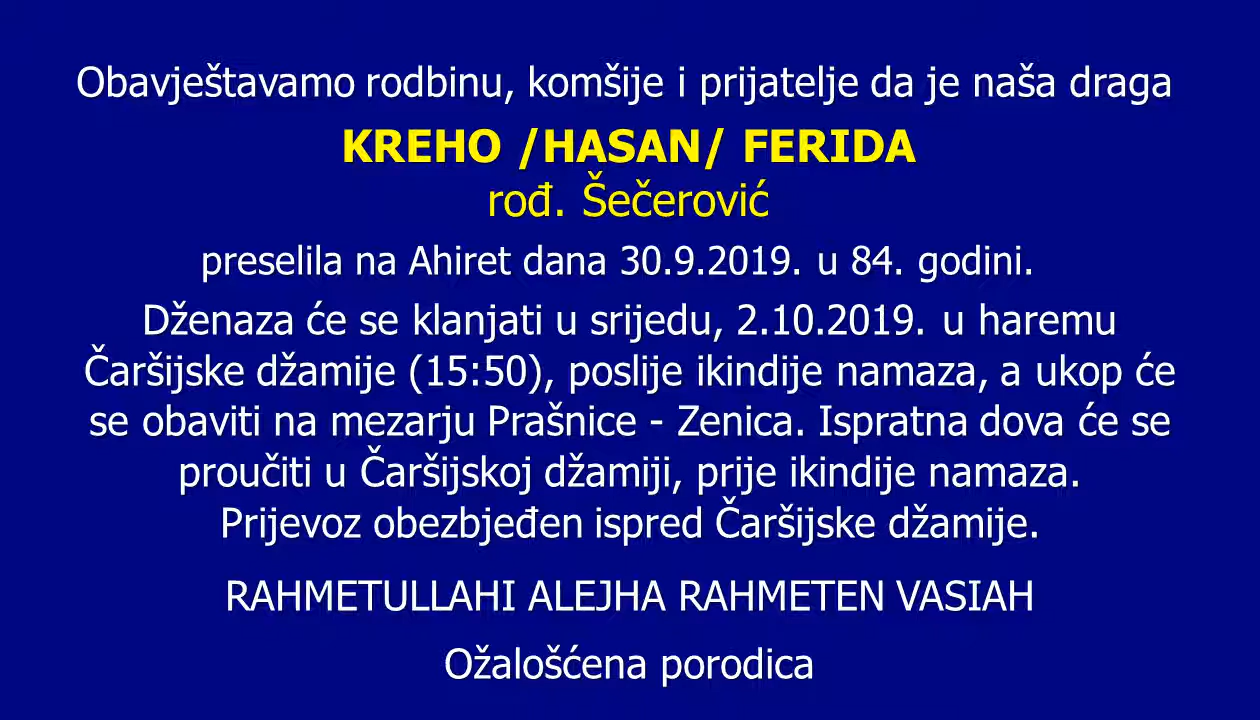 Obavještavamo rodbinu, komšije i prijatelje da je naša draga
KREHO /HASAN/ FERIDA
rođ. Šečerović
preselila na Ahiret dana 30.9.2019. u 84. godini.
Dženaza će se klanjati u srijedu, 2.10.2019. u haremu
Čaršijske džamije (15:50), poslije ikindije namaza, a ukop će
se obaviti na mezarju Prašnice - Zenica. Ispratna dova će se
proučiti u Čaršijskoj džamiji, prije ikindije namaza.
Prijevoz obezbjeđen ispred Čaršijske džamije.
RAHMETULLAHI ALEJHA RAHMETEN VASIAH
Ožalošćena porodica